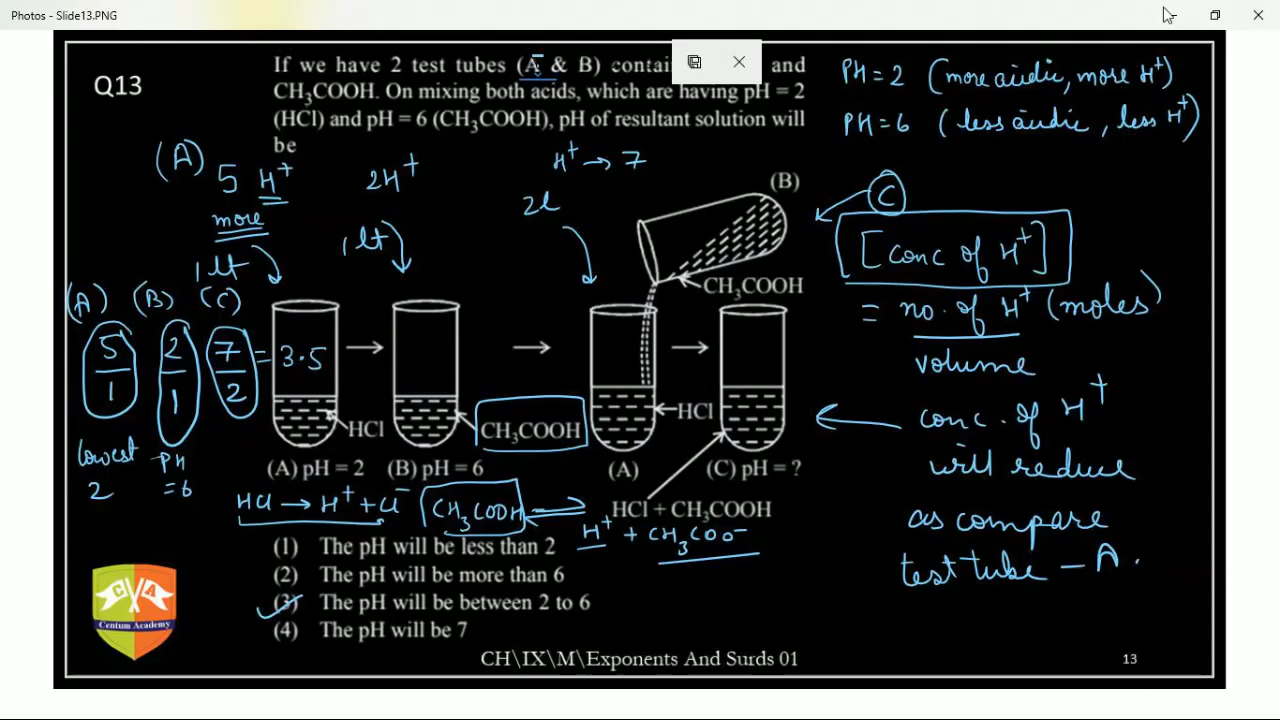 Photos - Slide13.PNG
Q13
If we have 2 test tubes (A & B) contai and
CH₃COOH. On mixing both acids, which are having pH = 2
(HCl) and pH = 6 (CH₃COOH), pH of resultant solution will
be
PH = 2 (more acidic, more H⁺)
PH = 6 (less acidic, less H⁺)
(A) 5 H⁺
more
1 lt
2H⁺
1 lt
H⁺ → 7
2l
(B)
CH₃COOH
C
[conc of H⁺]
= no. of H⁺ (moles)
volume
conc. of H⁺
will reduce
as compare
test tube – A.
(A) (B) (C)
5/1 2/1 7/2 = 3.5
lowest PH
2 = 6
HCl CH₃COOH HCl
(A) pH = 2 (B) pH = 6 (A) (C) pH = ?
HCl + CH₃COOH
HCl → H⁺ + Cl⁻ CH₃COOH ⇌
H⁺ + CH₃COO⁻
(1) The pH will be less than 2
(2) The pH will be more than 6
(3) The pH will be between 2 to 6
(4) The pH will be 7
C A
Centum Academy
CH\IX\M\Exponents And Surds 01
13